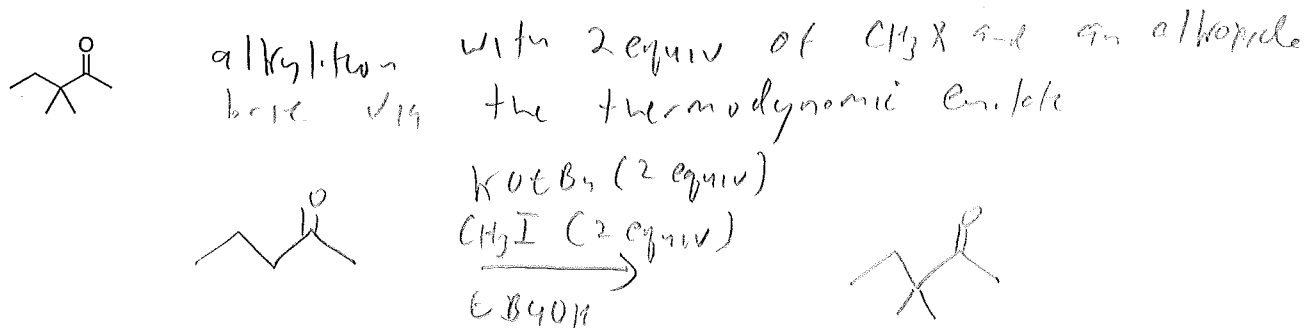 O
alkylation with 2 equiv of CH3X and an alkoxide
base via the thermodynamic enolate
KOtBu (2 equiv)
O
CH3I (2 equiv)
O
tBuOH